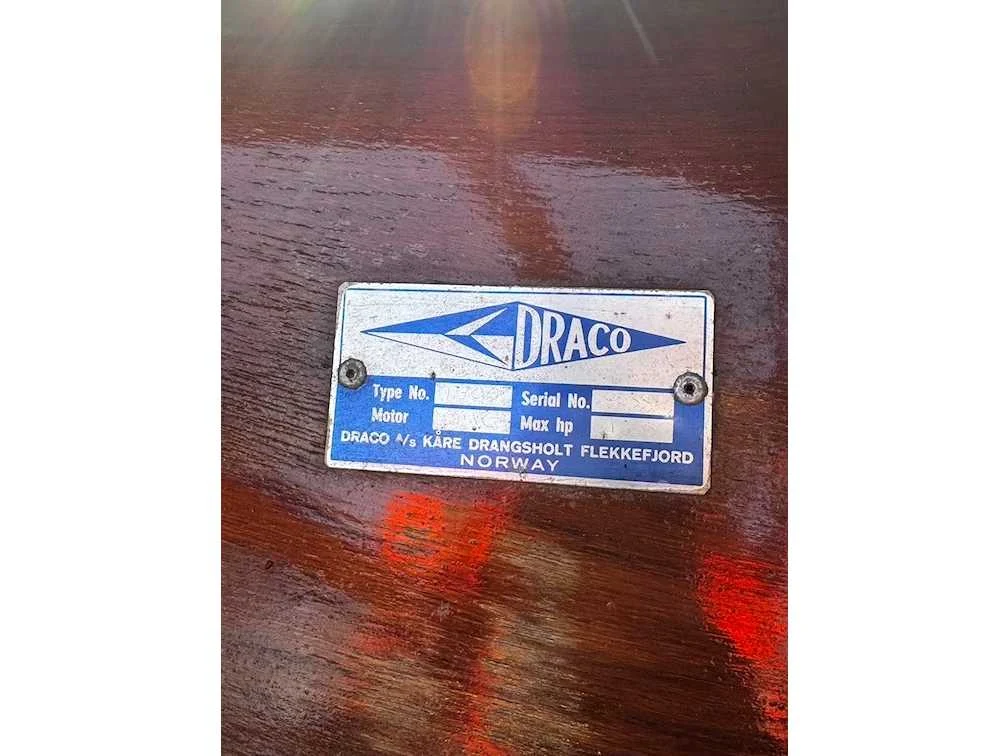 DRACO
Type No. Serial No.
Motor Max hp
DRACO A/s KÅRE DRANGSHOLT FLEKKEFJORD
NORWAY